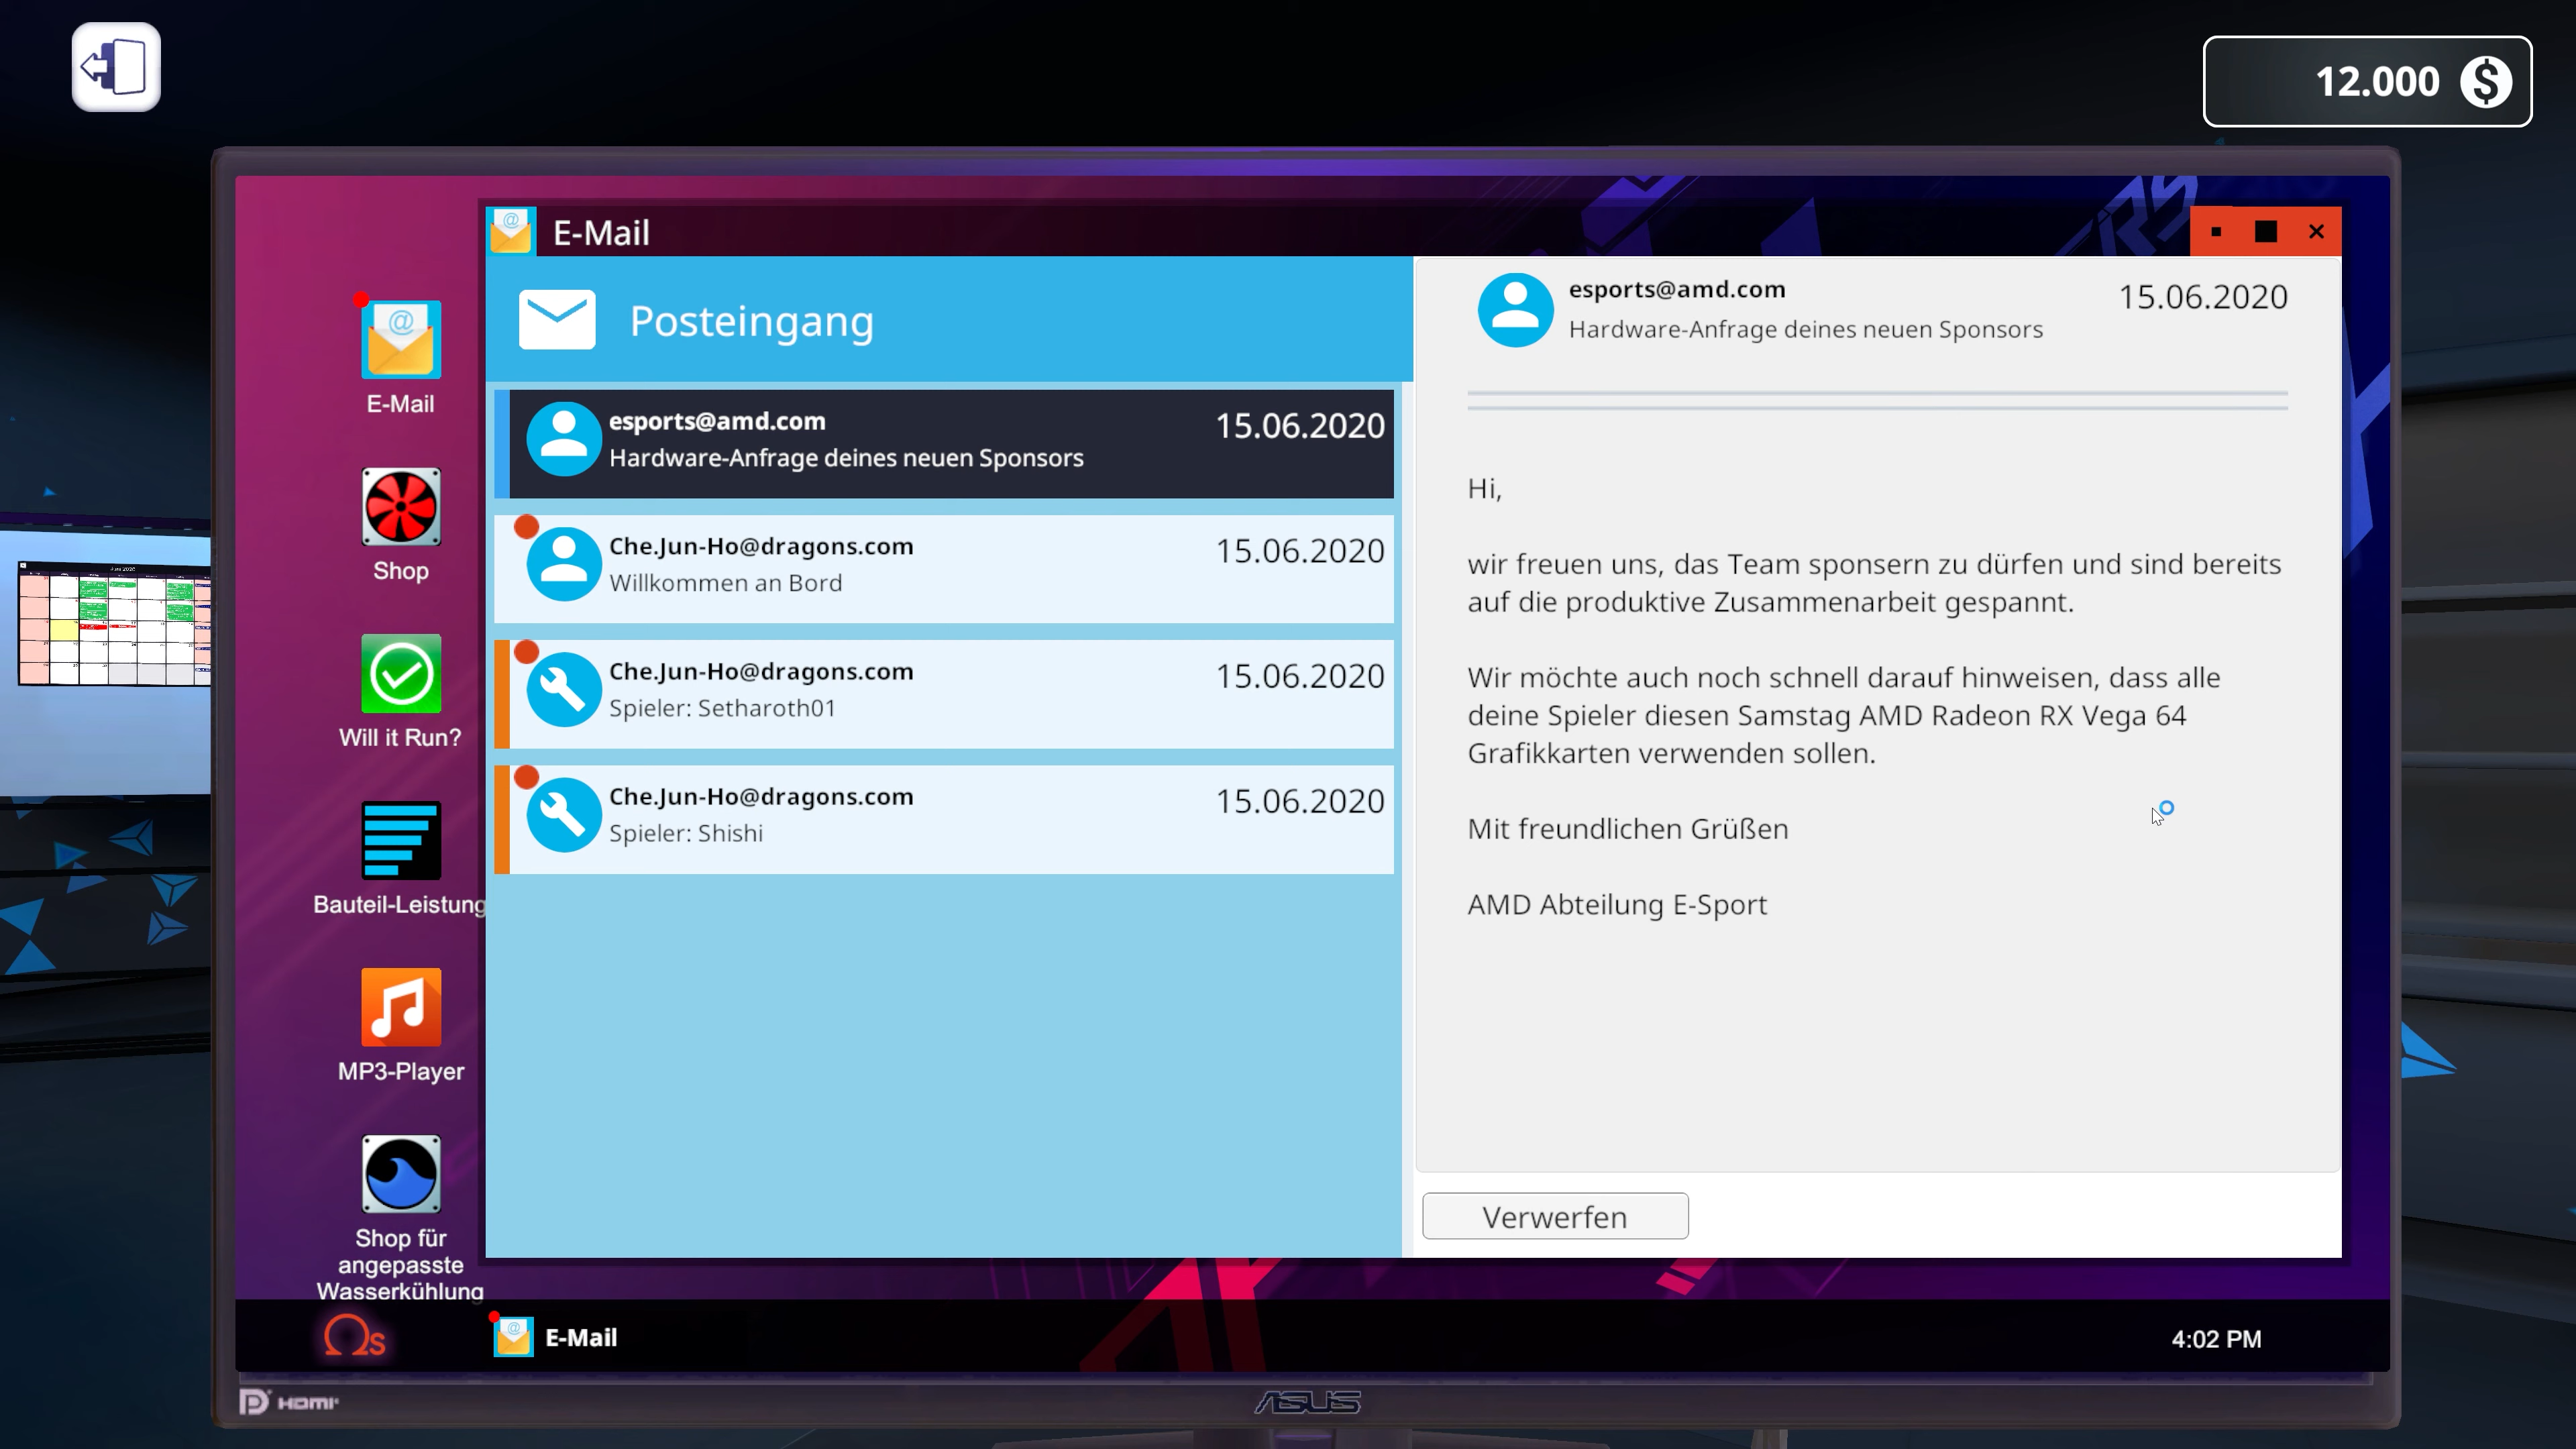 12.000
E-Mail
Posteingang
esports@amd.com
15.06.2020
Hardware-Anfrage deines neuen Sponsors
Che.Jun-Ho@dragons.com
15.06.2020
Willkommen an Bord
Che.Jun-Ho@dragons.com
15.06.2020
Spieler: Setharoth01
Che.Jun-Ho@dragons.com
15.06.2020
Spieler: Shishi
esports@amd.com
15.06.2020
Hardware-Anfrage deines neuen Sponsors
Hi,
wir freuen uns, das Team sponsern zu dürfen und sind bereits
auf die produktive Zusammenarbeit gespannt.
Wir möchte auch noch schnell darauf hinweisen, dass alle
deine Spieler diesen Samstag AMD Radeon RX Vega 64
Grafikkarten verwenden sollen.
Mit freundlichen Grüßen
AMD Abteilung E-Sport
Verwerfen
E-Mail
Shop
Will it Run?
Bauteil-Leistung
MP3-Player
Shop für
angepasste
Wasserkühlung
Ωs
E-Mail
4:02 PM
HDMI
ASUS